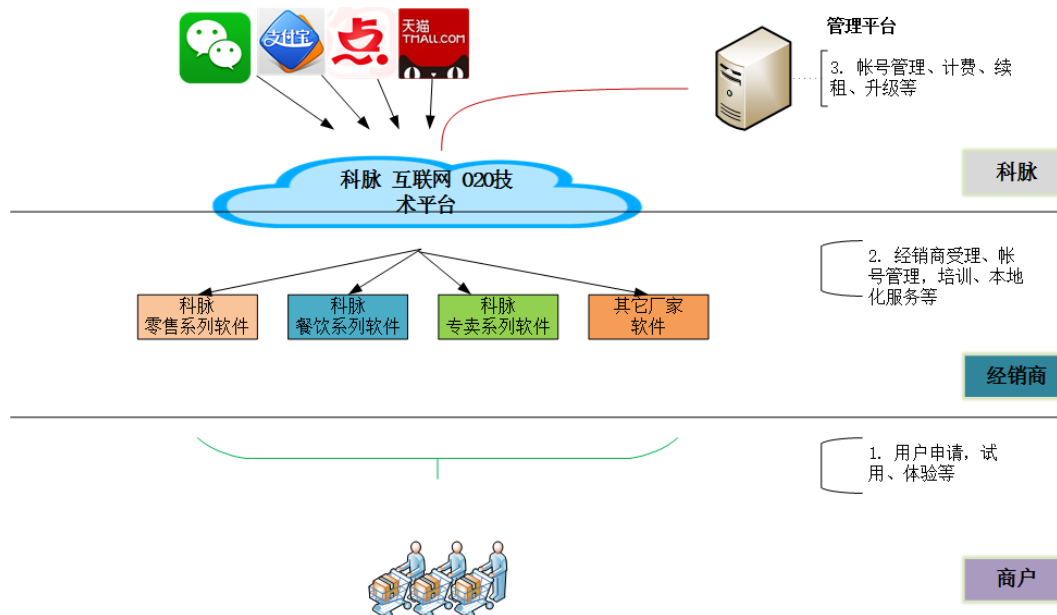 支付宝
点
天猫
TMALL.COM
管理平台
3. 帐号管理、计费、续
租、升级等
科脉
科脉 互联网 O2O技
术平台
2. 经销商受理、帐
号管理,培训、本地
化服务等
科脉
零售系列软件
科脉
餐饮系列软件
科脉
专卖系列软件
其它厂家
软件
经销商
1. 用户申请,试
用、体验等
商户